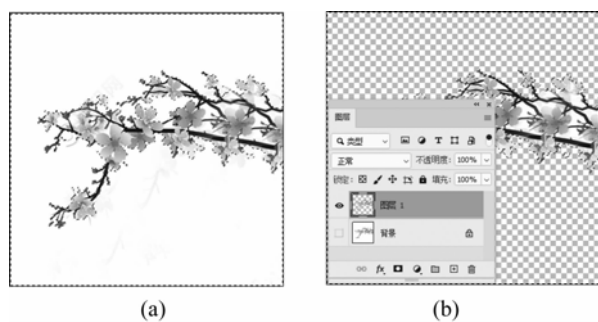 图层
类型
正常
不透明度: 100%
锁定:
填充: 100%
图层 1
背景
fx
(a)
(b)